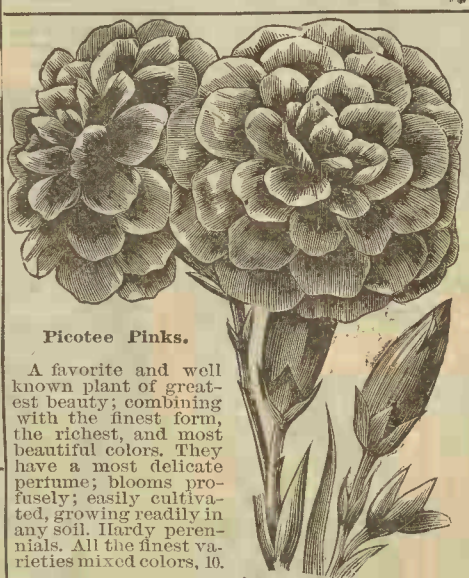 Picotee Pinks.
A favorite and well
known plant of great-
est beauty; combining
with the finest form,
the richest, and most
beautiful colors. They
have a most delicate
perfume; blooms pro-
fusely; easily cultiva-
ted, growing readily in
any soil. Hardy peren-
nials. All the finest va-
rieties mixed colors, 10.